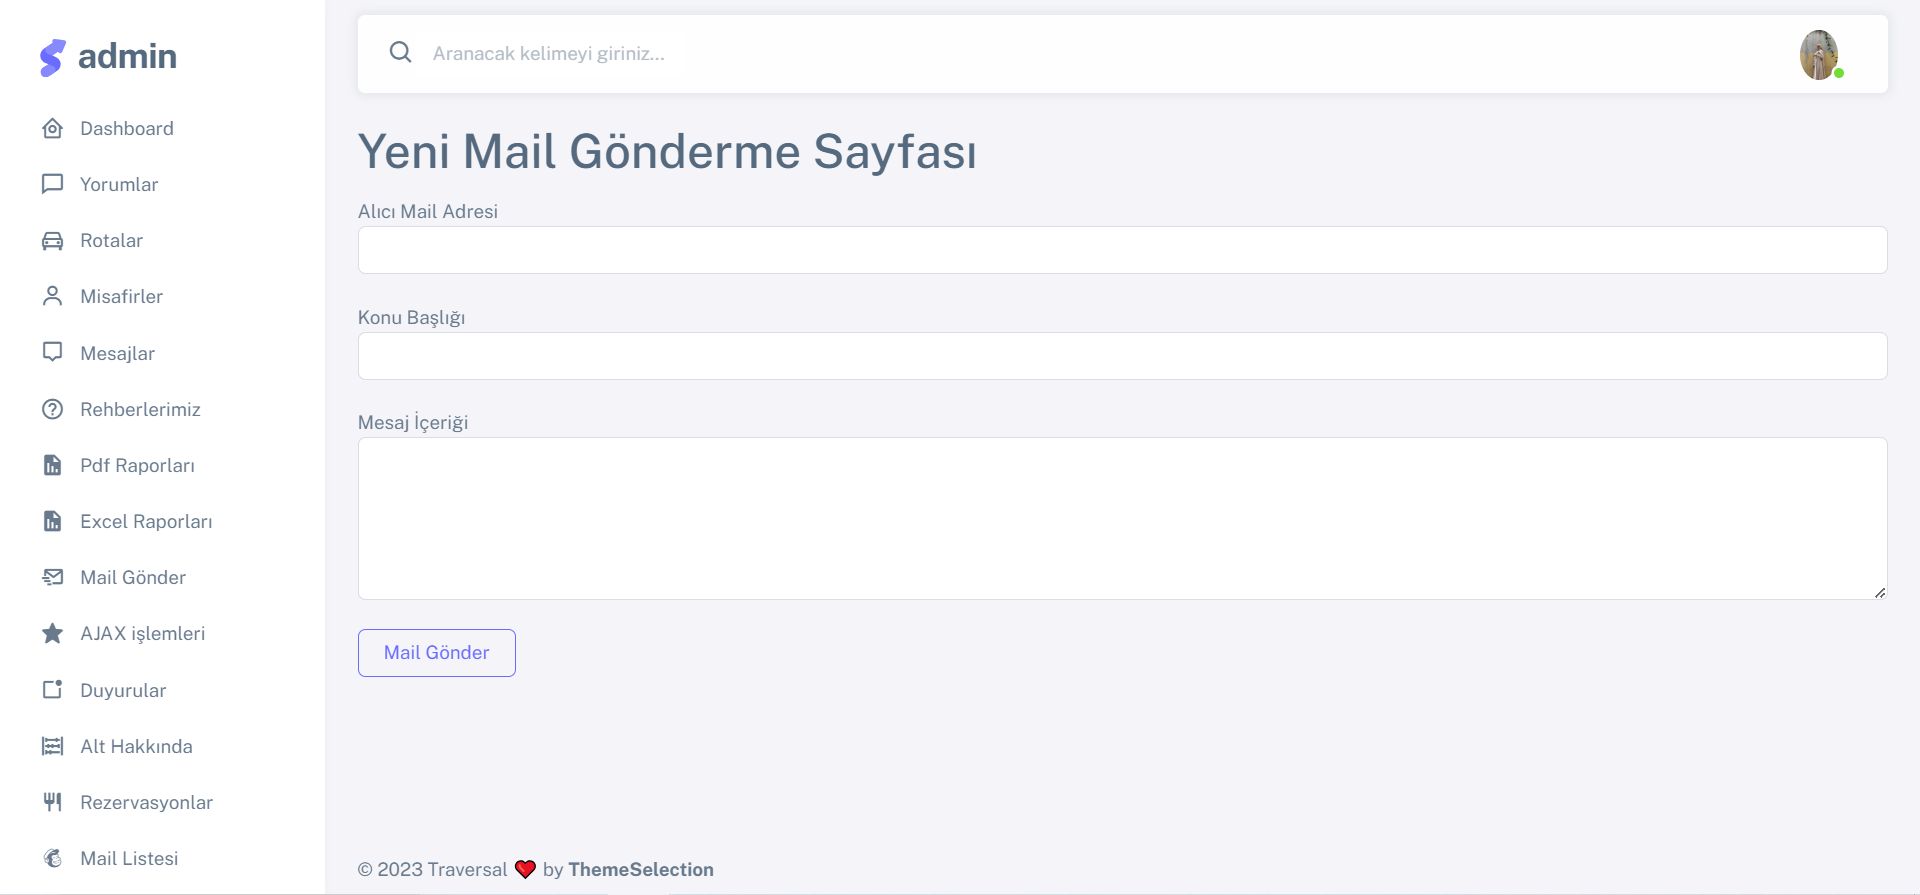 admin
Dashboard
Yorumlar
Rotalar
Misafirler
Mesajlar
Rehberlerimiz
Pdf Raporları
Excel Raporları
Mail Gönder
AJAX işlemleri
Duyurular
Alt Hakkında
Rezervasyonlar
Mail Listesi
Aranacak kelimeyi giriniz...
Yeni Mail Gönderme Sayfası
Alıcı Mail Adresi
Konu Başlığı
Mesaj İçeriği
Mail Gönder
© 2023 Traversal ❤️ by ThemeSelection